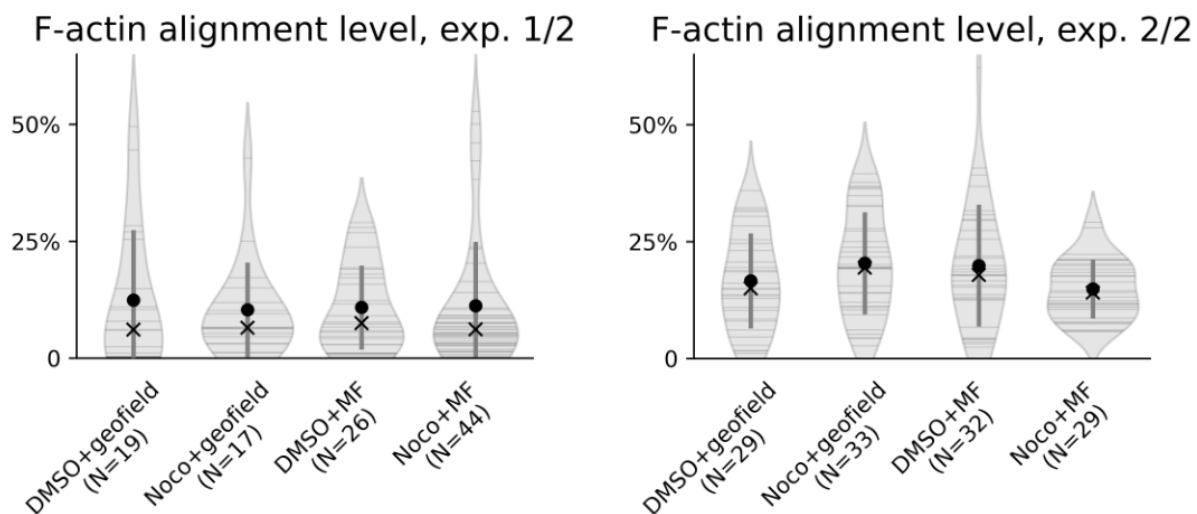 F-actin alignment level, exp. 1/2
50%
25%
0
DMSO+geofield
(N=19)
Noco+geofield
(N=17)
DMSO+MF
(N=26)
Noco+MF
(N=44)
F-actin alignment level, exp. 2/2
50%
25%
0
DMSO+geofield
(N=29)
Noco+geofield
(N=33)
DMSO+MF
(N=32)
Noco+MF
(N=29)